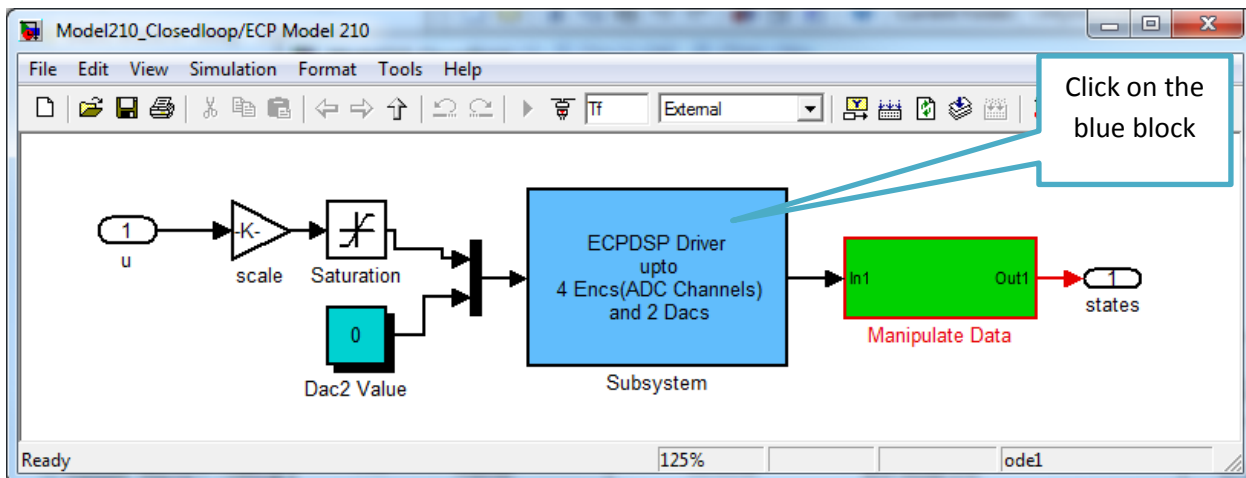 Model210_Closedloop/ECP Model 210
File Edit View Simulation Format Tools Help
Click on the
blue block
Tf External
1
u
-K-
scale
Saturation
0
Dac2 Value
ECPDSP Driver
upto
4 Encs(ADC Channels)
and 2 Dacs
Subsystem
In1 Out1
Manipulate Data
1
states
Ready 125% ode1